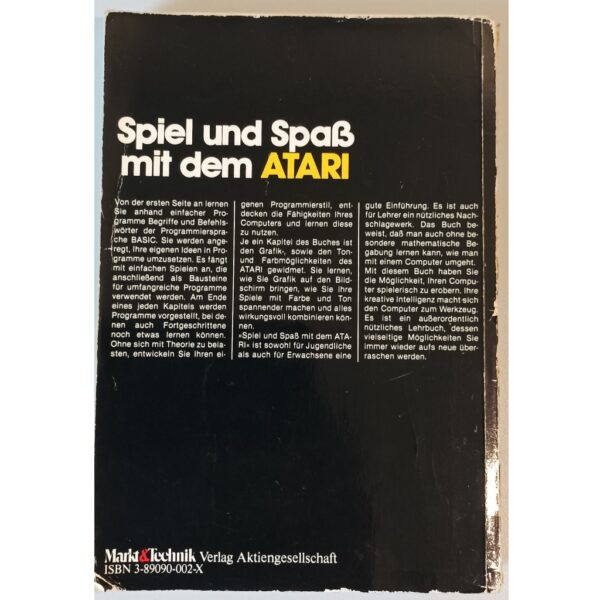 Spiel und Spaß
mit dem ATARI
Von der ersten Seite an lernen
Sie anhand einfacher Pro-
gramme Begriffe und Befehls-
wörter der Programmierspra-
che BASIC. Sie werden ange-
regt, Ihre eigenen Ideen in Pro-
gramme umzusetzen. Es fängt
mit einfachen Spielen an, die
anschließend als Bausteine
für umfangreiche Programme
verwendet werden. Am Ende
eines jeden Kapitels werden
Programme vorgestellt, bei de-
nen auch Fortgeschrittene
noch etwas lernen können.
Ohne sich mit Theorie zu bela-
sten, entwickeln Sie Ihren ei-
genen Programmierstil, ent-
decken die Fähigkeiten Ihres
Computers und lernen diese
zu nutzen.
Je ein Kapitel des Buches ist
den Grafik-, sowie den Ton-
und Farbmöglichkeiten des
ATARI gewidmet. Sie lernen,
wie Sie Grafik auf den Bild-
schirm bringen, wie Sie Ihre
Spiele mit Farbe und Ton
spannender machen und alles
wirkungsvoll kombinieren kön-
nen.
»Spiel und Spaß mit dem ATA-
RI« ist sowohl für Jugendliche
als auch für Erwachsene eine
gute Einführung. Es ist auch
für Lehrer ein nützliches Nach-
schlagewerk. Das Buch be-
weist, daß man auch ohne be-
sondere mathematische Be-
gabung lernen kann, wie man
mit einem Computer umgeht.
Mit diesem Buch haben Sie
die Möglichkeit, Ihren Compu-
ter spielerisch zu erobern. Ihre
kreative Intelligenz macht sich
den Computer zum Werkzeug.
Es ist ein außerordentlich
nützliches Lehrbuch, dessen
vielseitige Möglichkeiten Sie
immer wieder aufs neue über-
raschen werden.
Markt&Technik Verlag Aktiengesellschaft
ISBN 3-89090-002-X